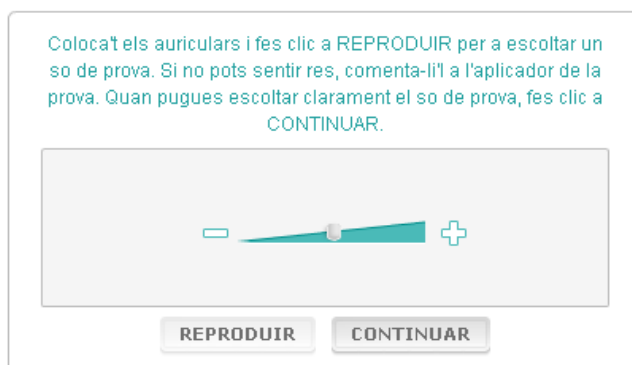 Coloca't els auriculars i fes clic a REPRODUIR per a escoltar un
so de prova. Si no pots sentir res, comenta-li'l a l'aplicador de la
prova. Quan pugues escoltar clarament el so de prova, fes clic a
CONTINUAR.
REPRODUIR CONTINUAR